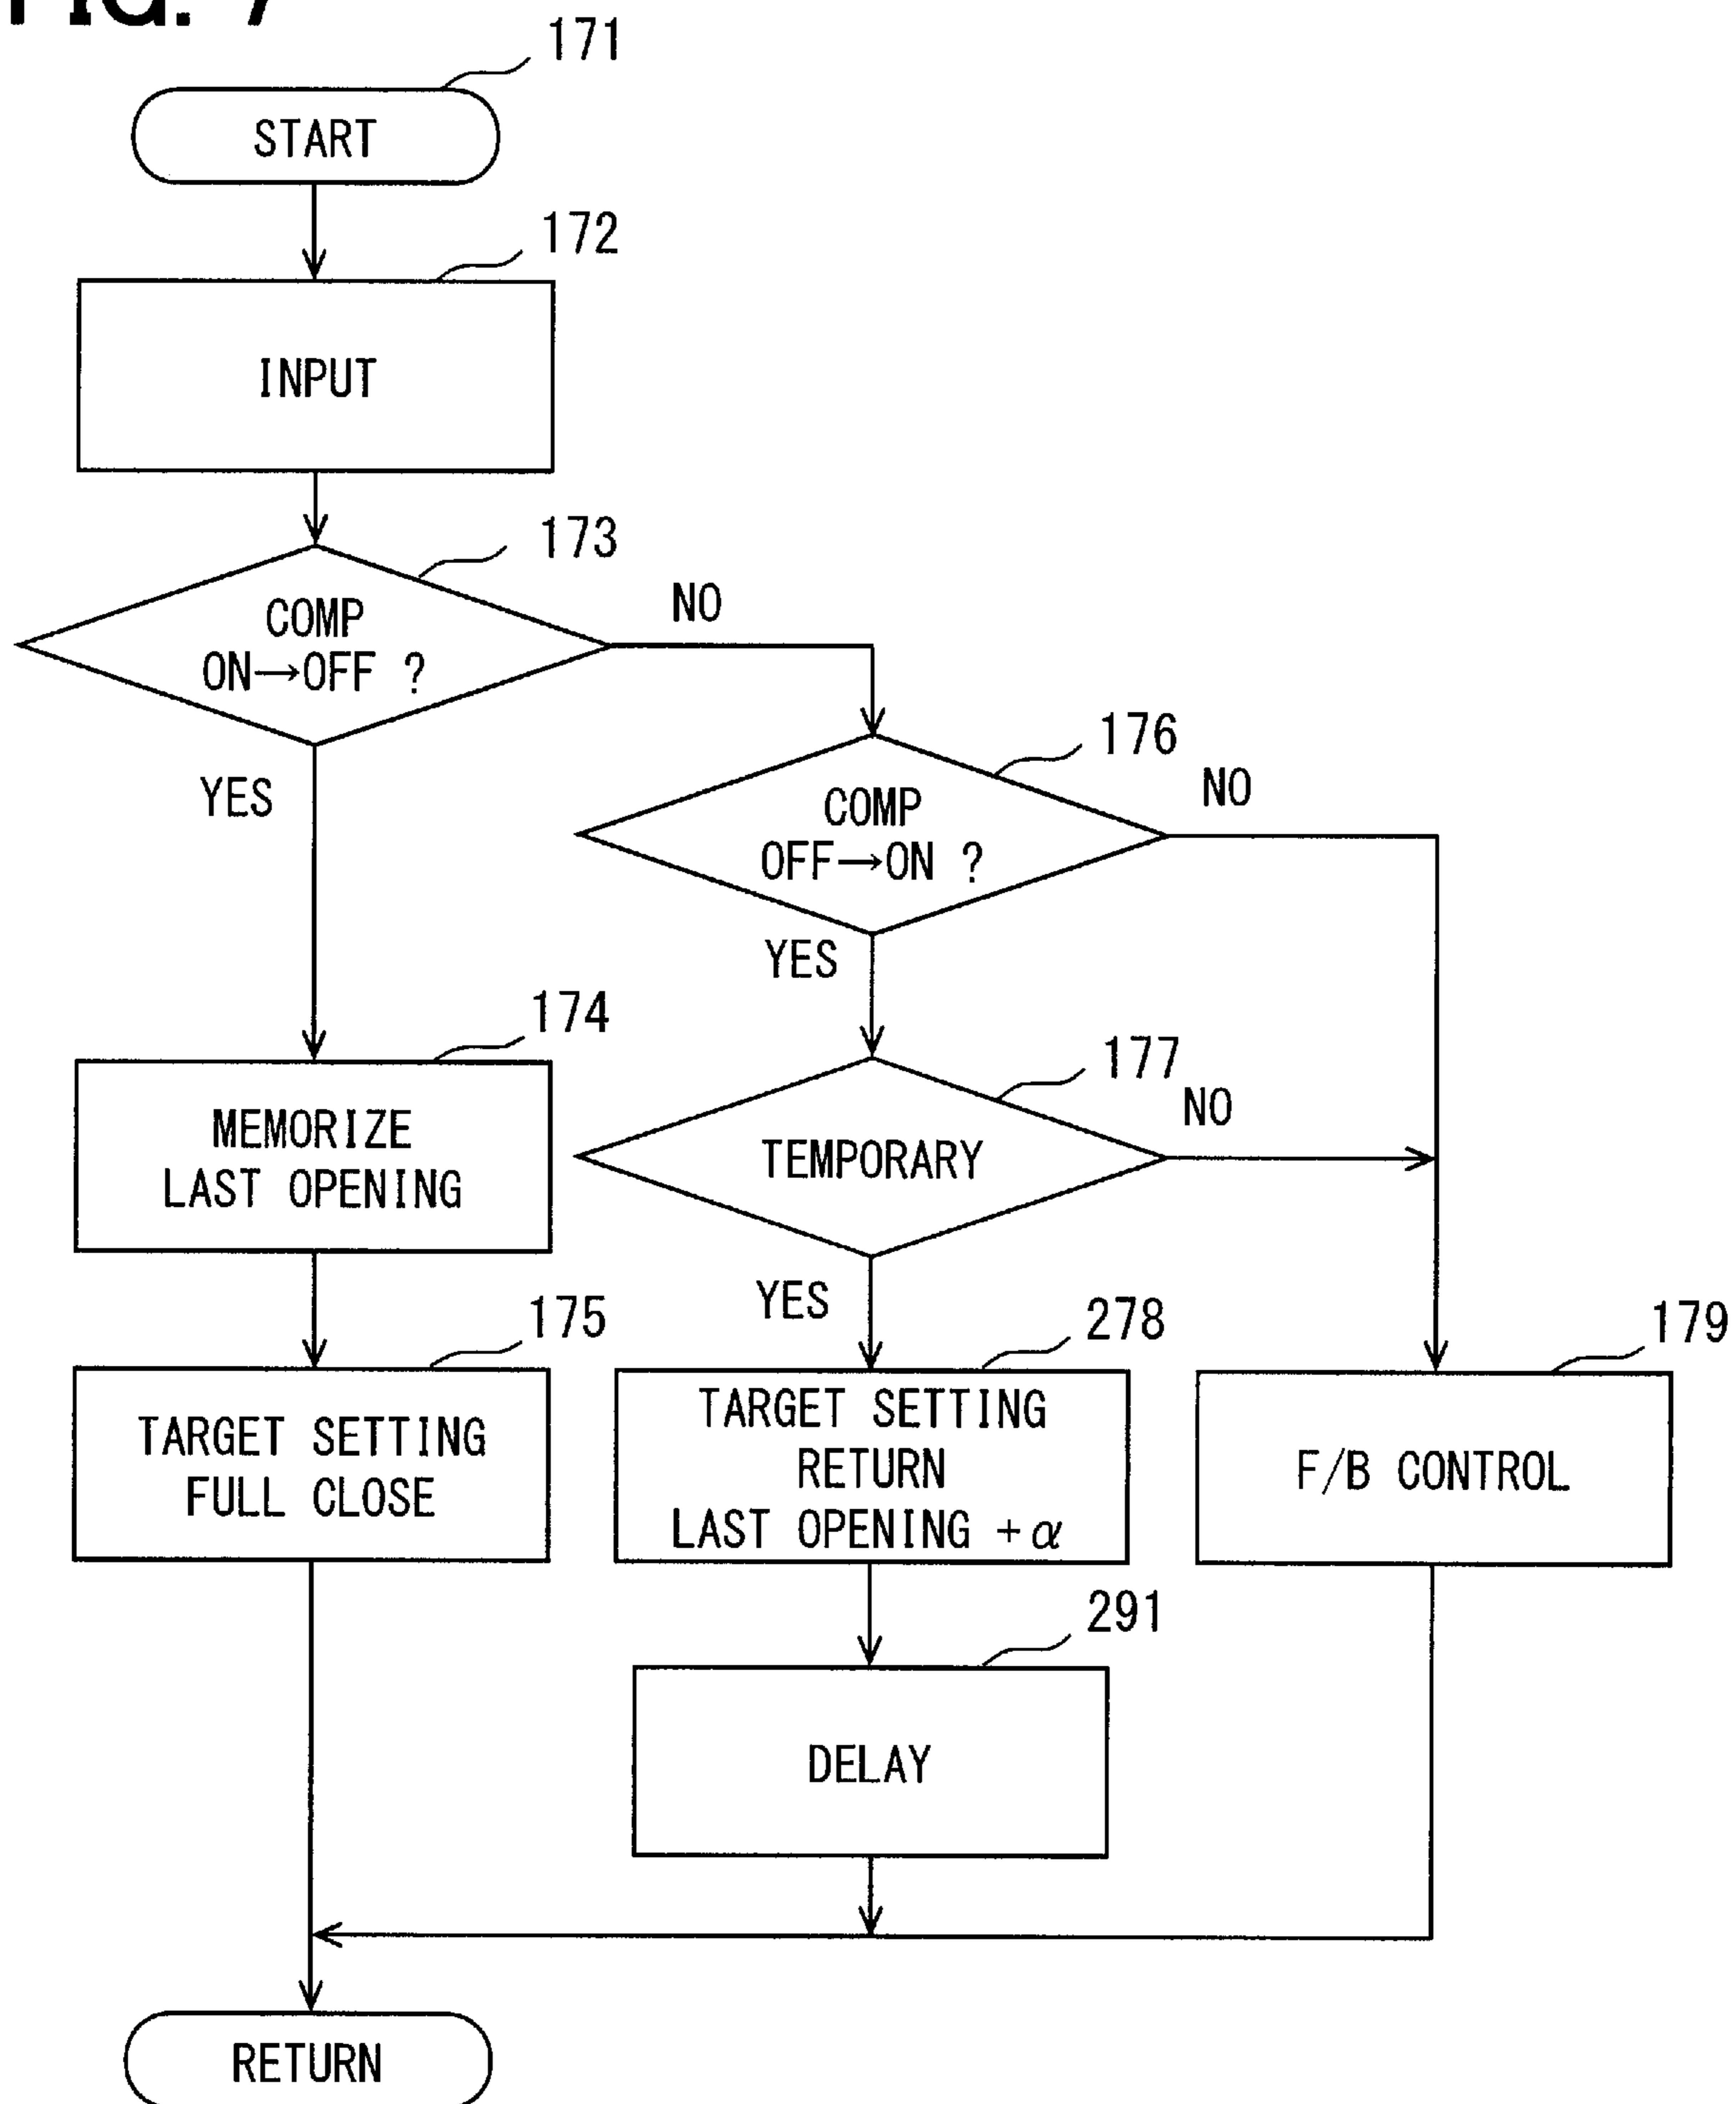 FIG. 7
171
START
172
INPUT
173
COMP
ON→OFF ?
NO
YES
176
COMP
OFF→ON ?
NO
YES
174
MEMORIZE
LAST OPENING
177
TEMPORARY
NO
YES
175
TARGET SETTING
FULL CLOSE
278
TARGET SETTING
RETURN
LAST OPENING +α
179
F/B CONTROL
291
DELAY
RETURN